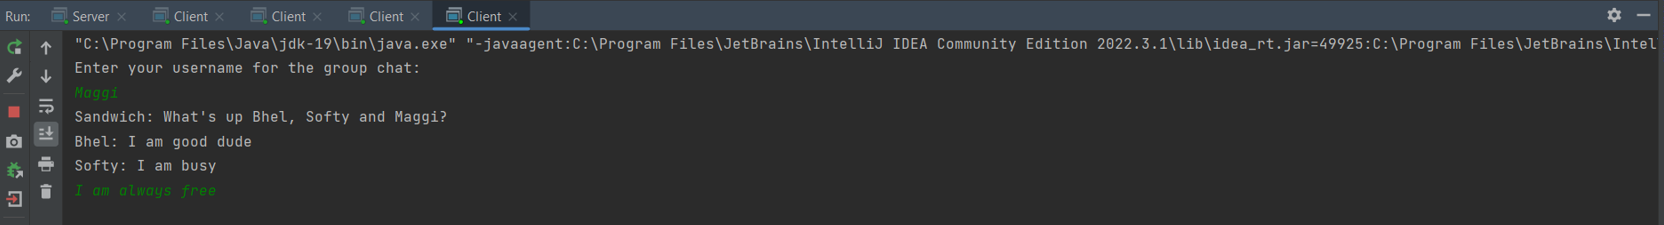 Run: Server Client Client Client Client
"C:\Program Files\Java\jdk-19\bin\java.exe" "-javaagent:C:\Program Files\JetBrains\IntelliJ IDEA Community Edition 2022.3.1\lib\idea_rt.jar=49925:C:\Program Files\JetBrains\Intel
Enter your username for the group chat:
Maggi
Sandwich: What's up Bhel, Softy and Maggi?
Bhel: I am good dude
Softy: I am busy
I am always free